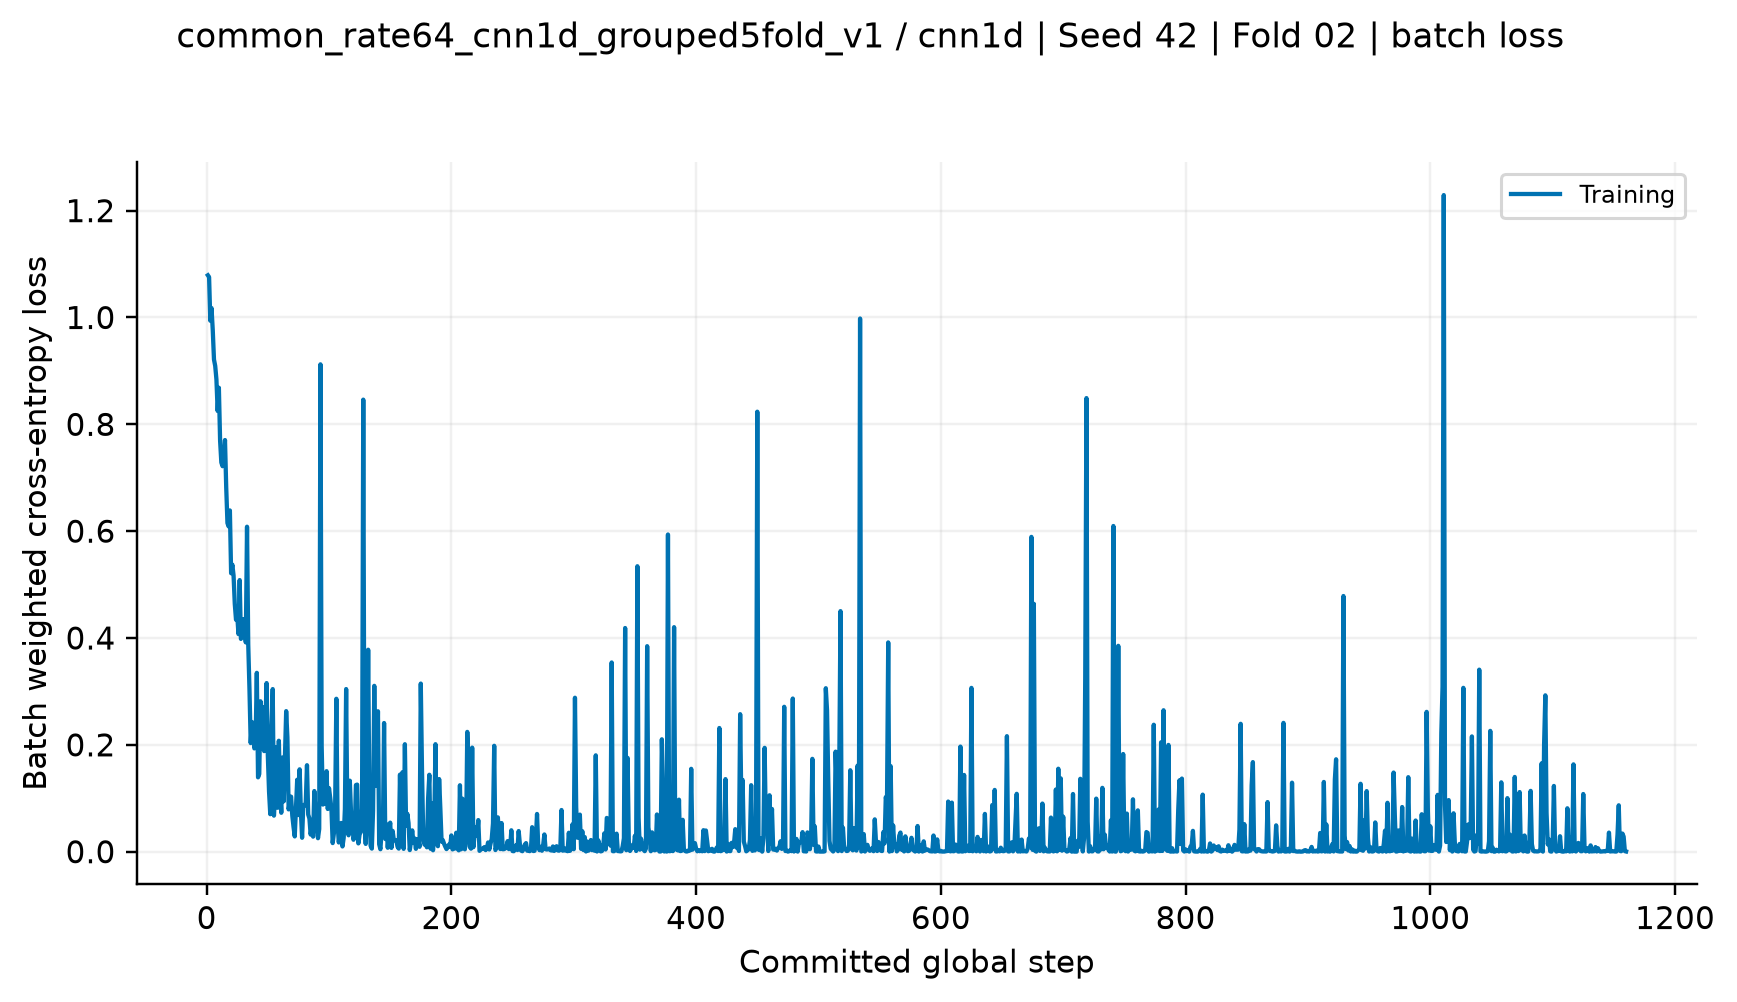 common_rate64_cnn1d_grouped5fold_v1 / cnn1d | Seed 42 | Fold 02 | batch loss
Training
Batch weighted cross-entropy loss
1.2
1.0
0.8
0.6
0.4
0.2
0.0
0 200 400 600 800 1000 1200
Committed global step